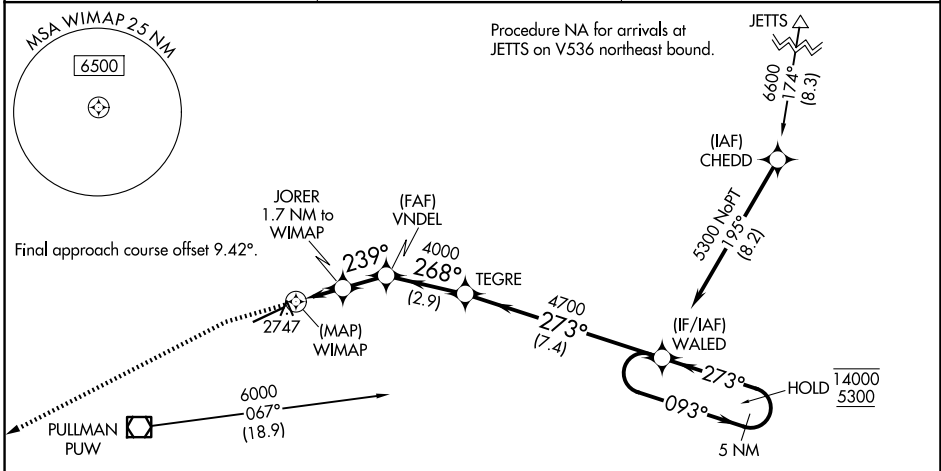 MSA WIMAP 25 NM
6500
Procedure NA for arrivals at
JETTS on V536 northeast bound.
JETTS
6600
174°
(8.3)
(IAF)
CHEDD
5300 NoPT
195°
(8.2)
JORER
1.7 NM to
WIMAP
(FAF)
VNDEL
Final approach course offset 9.42°.
239°
4000
268°
(2.9)
TEGRE
4700
273°
(7.4)
2747
(MAP)
WIMAP
(IF/IAF)
WALED
273°
093°
HOLD
14000
5300
5 NM
6000
067°
(18.9)
PULLMAN
PUW